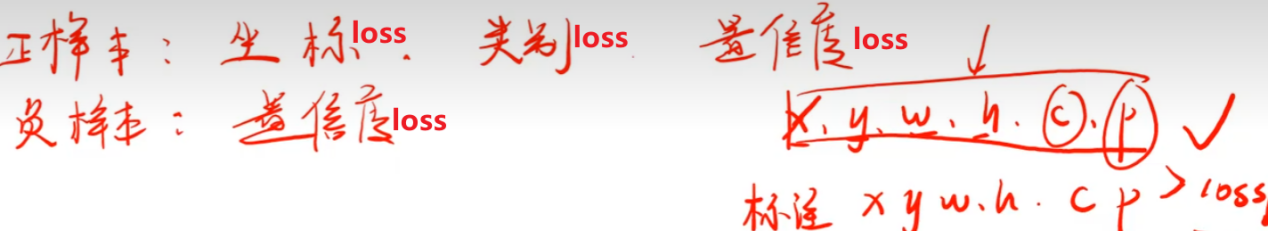 正样本: 坐标loss. 类别loss 置信度loss
x, y, w, h. c. p ✓
负样本: 置信度loss
标注 x y w.h. c p > loss